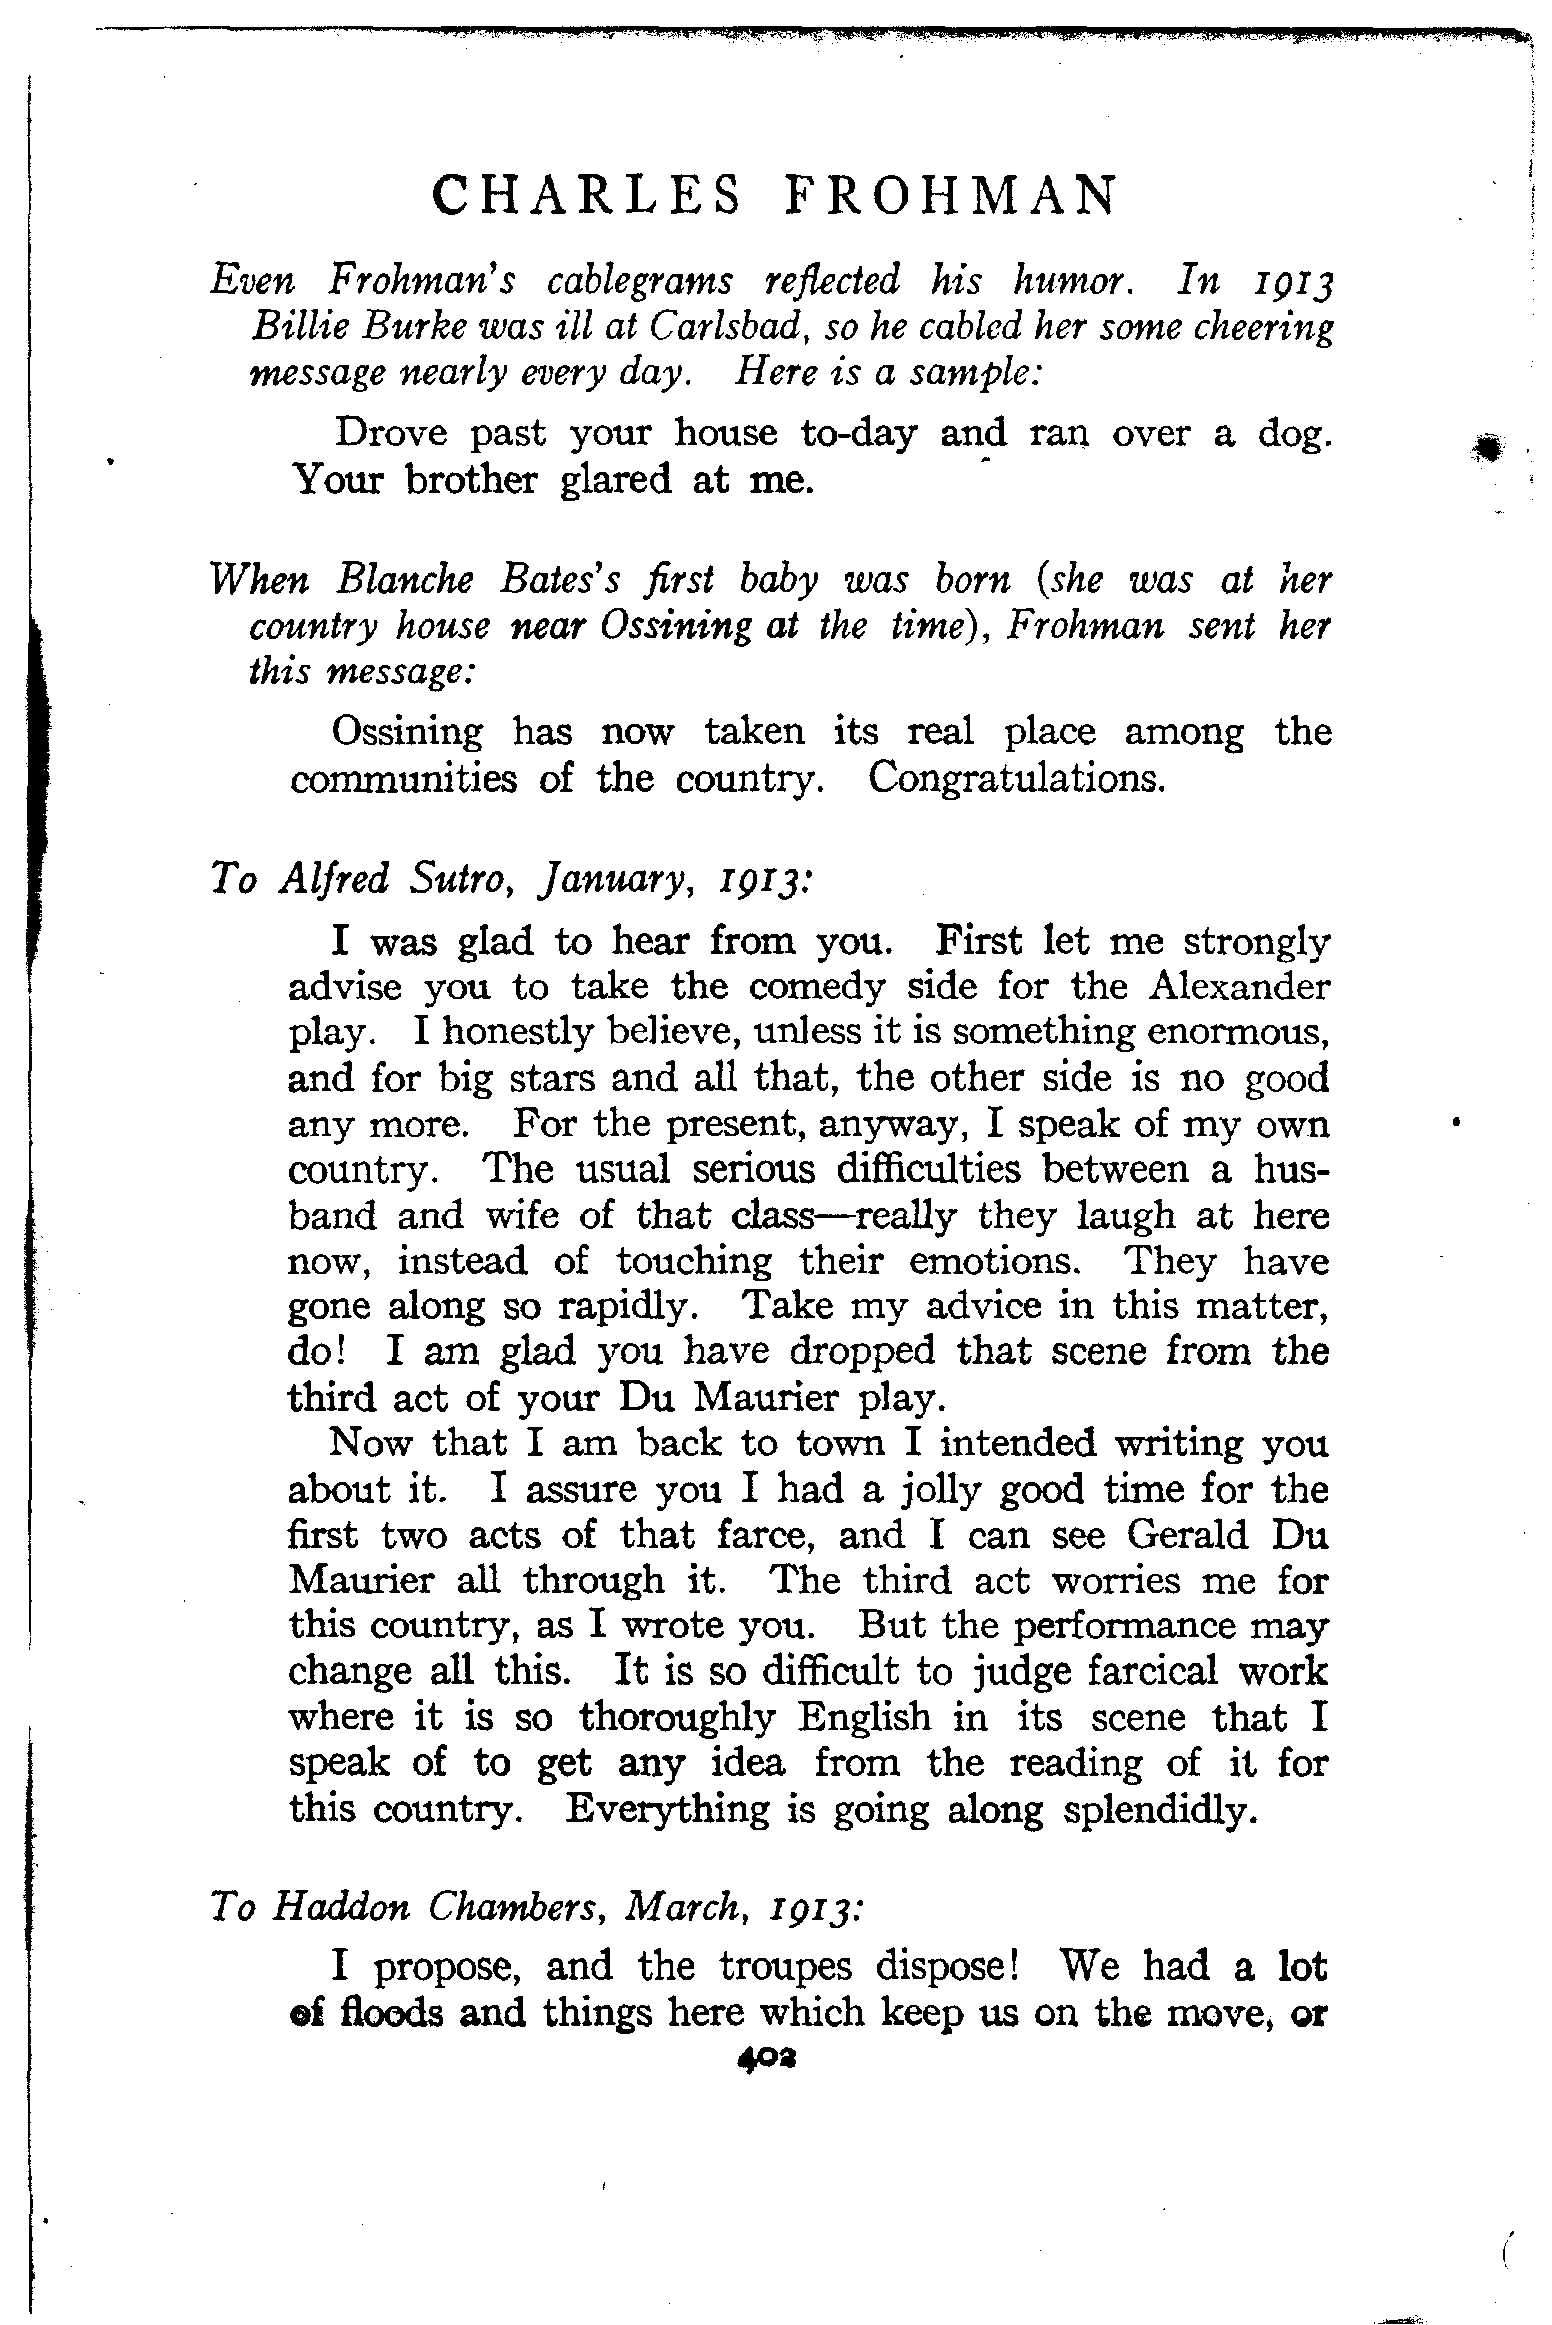 CHARLES FROHMAN
Even Frohman's cablegrams reflected his humor. In 1913
Billie Burke was ill at Carlsbad, so he cabled her some cheering
message nearly every day. Here is a sample:
Drove past your house to-day and ran over a dog.
Your brother glared at me.
When Blanche Bates's first baby was born (she was at her
country house near Ossining at the time), Frohman sent her
this message:
Ossining has now taken its real place among the
communities of the country. Congratulations.
To Alfred Sutro, January, 1913:
I was glad to hear from you. First let me strongly
advise you to take the comedy side for the Alexander
play. I honestly believe, unless it is something enormous,
and for big stars and all that, the other side is no good
any more. For the present, anyway, I speak of my own
country. The usual serious difficulties between a hus-
band and wife of that class—really they laugh at here
now, instead of touching their emotions. They have
gone along so rapidly. Take my advice in this matter,
do! I am glad you have dropped that scene from the
third act of your Du Maurier play.
Now that I am back to town I intended writing you
about it. I assure you I had a jolly good time for the
first two acts of that farce, and I can see Gerald Du
Maurier all through it. The third act worries me for
this country, as I wrote you. But the performance may
change all this. It is so difficult to judge farcical work
where it is so thoroughly English in its scene that I
speak of to get any idea from the reading of it for
this country. Everything is going along splendidly.
To Haddon Chambers, March, 1913:
I propose, and the troupes dispose! We had a lot
of floods and things here which keep us on the move, or
402